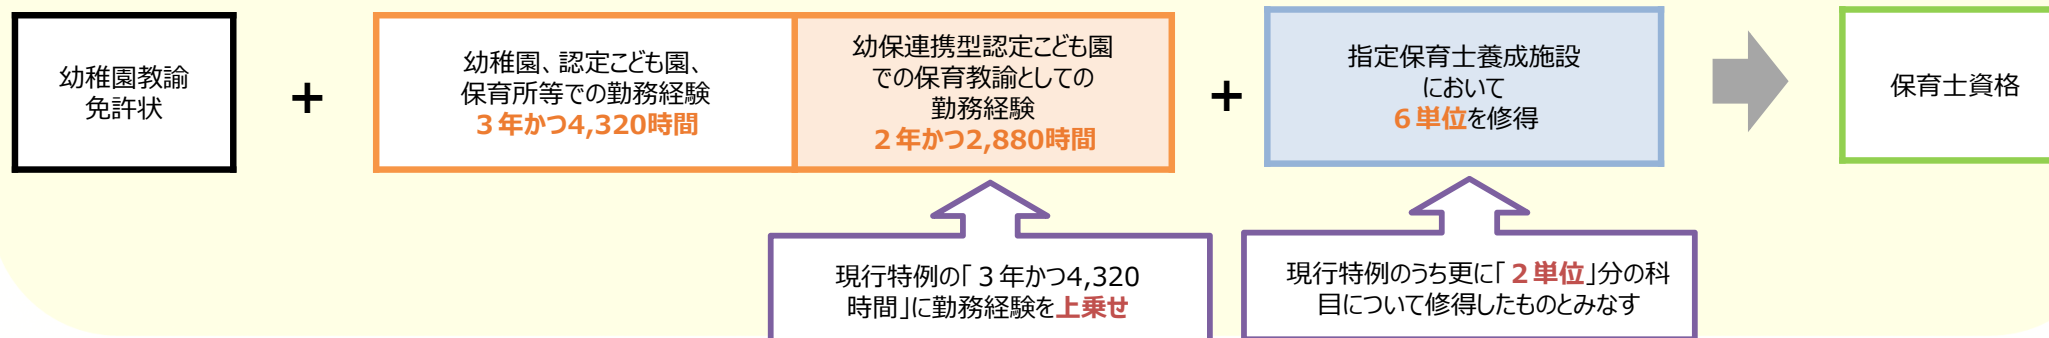 幼稚園教諭
免許状
+
幼稚園、認定こども園、
保育所等での勤務経験
３年かつ4,320時間
幼保連携型認定こども園
での保育教諭としての
勤務経験
２年かつ2,880時間
+
指定保育士養成施設
において
６単位を修得
保育士資格
現行特例の「３年かつ4,320
時間」に勤務経験を上乗せ
現行特例のうち更に「２単位」分の科
目について修得したものとみなす